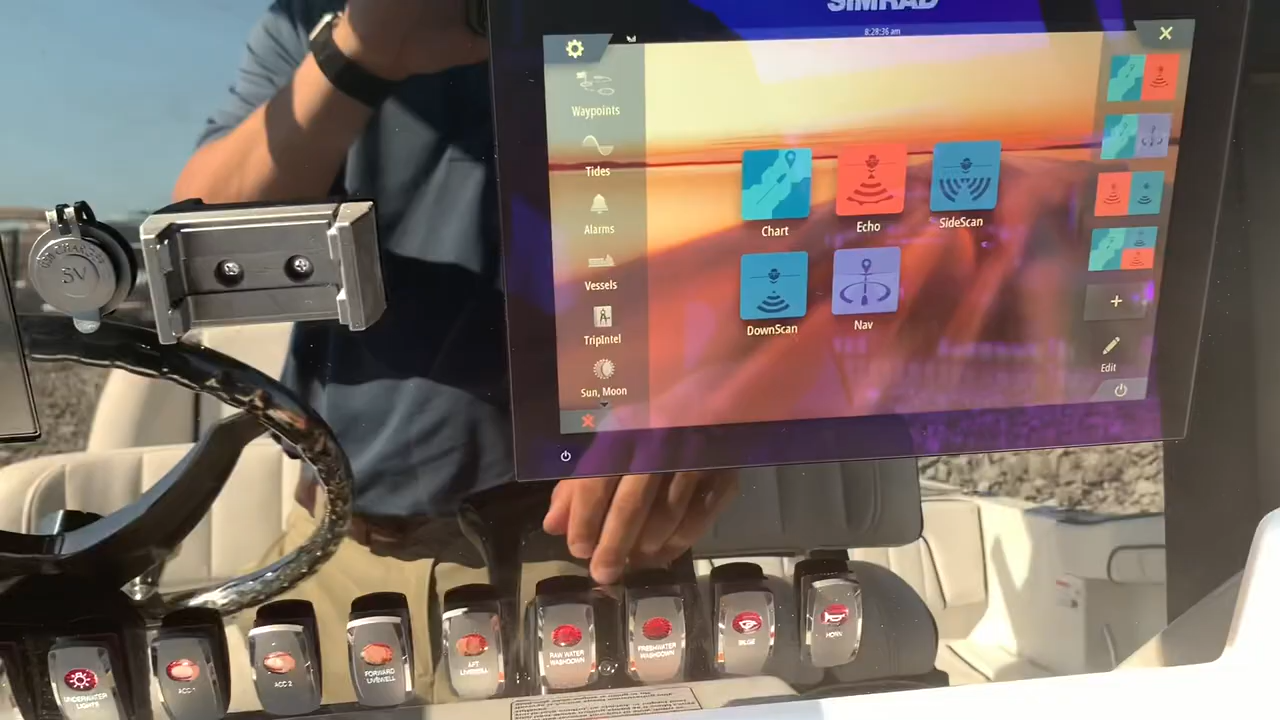 SIMRAD
8:28:36 am
Waypoints
Tides
Alarms
Vessels
TripIntel
Sun, Moon
Chart
Echo
SideScan
DownScan
Nav
Edit
5V
UNDERWATER
LIGHTS
ACC 1
ACC 2
FORWARD
LIVEWELL
AFT
LIVEWELL
RAW WATER
WASHDOWN
FRESHWATER
WASHDOWN
BILGE
HORN